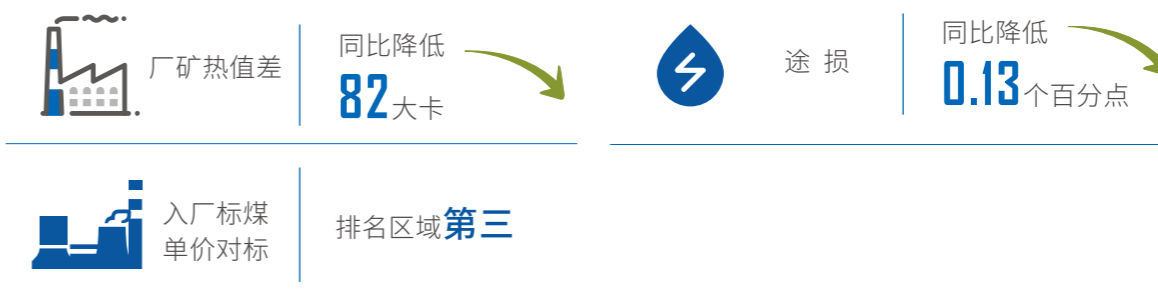 厂矿热值差
同比降低
82大卡
途 损
同比降低
0.13个百分点
入厂标煤
单价对标
排名区域第三